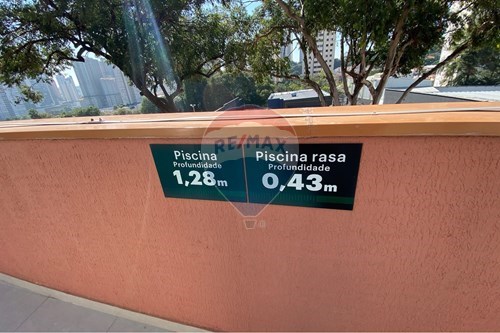 Piscina
Profundidade
1,28m
Piscina rasa
Profundidade
0,43m
RE/MAX